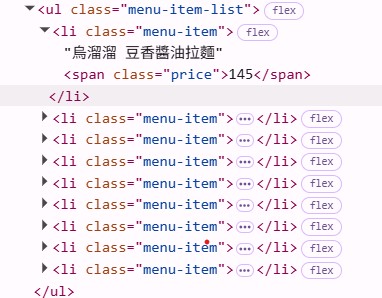 ▼<ul class="menu-item-list"> flex
▼<li class="menu-item"> flex
"烏溜溜 豆香醬油拉麵"
<span class="price">145</span>
</li>
▶<li class="menu-item">…</li> flex
▶<li class="menu-item">…</li> flex
▶<li class="menu-item">…</li> flex
▶<li class="menu-item">…</li> flex
▶<li class="menu-item">…</li> flex
▶<li class="menu-item">…</li> flex
▶<li class="menu-item">…</li> flex
▶<li class="menu-item">…</li> flex
</ul>